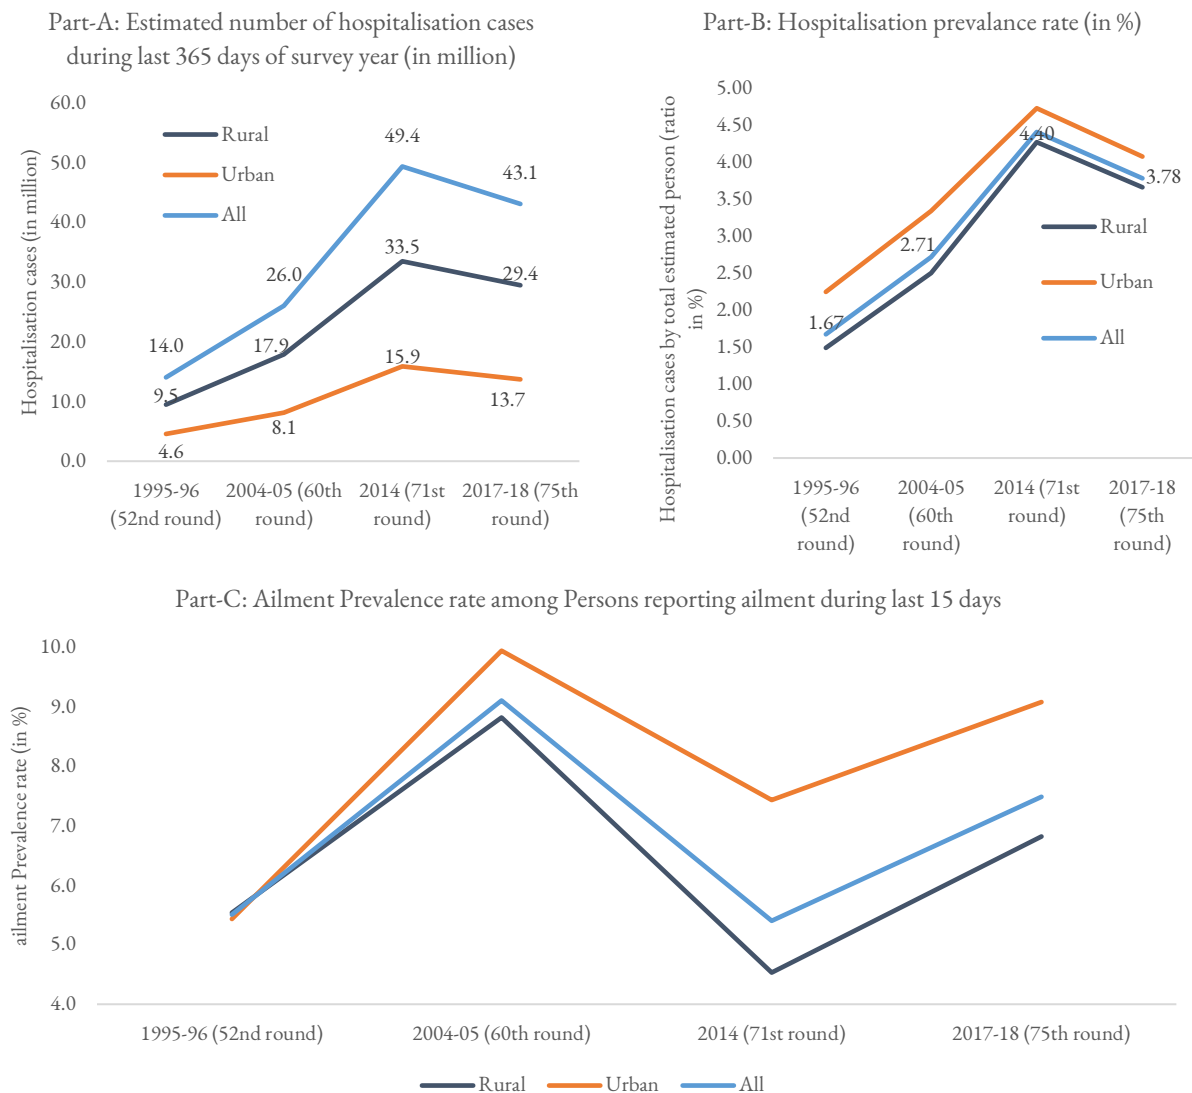 Part-A: Estimated number of hospitalisation cases
during last 365 days of survey year (in million)
Hospitalisation cases (in million)
60.0
50.0
40.0
30.0
20.0
10.0
0.0
Rural
Urban
All
14.0
26.0
49.4
43.1
9.5
17.9
33.5
29.4
4.6
8.1
15.9
13.7
1995-96
(52nd round)
2004-05 (60th
round)
2014 (71st
round)
2017-18 (75th
round)
Part-B: Hospitalisation prevalance rate (in %)
Hospitalisation cases by total estimated person (ratio
in %)
5.00
4.50
4.00
3.50
3.00
2.50
2.00
1.50
1.00
0.50
0.00
1.67
2.71
4.40
3.78
Rural
Urban
All
1995-96
(52nd
round)
2004-05
(60th
round)
2014 (71st
round)
2017-18
(75th
round)
Part-C: Ailment Prevalence rate among Persons reporting ailment during last 15 days
ailment Prevalence rate (in %)
10.0
9.0
8.0
7.0
6.0
5.0
4.0
1995-96 (52nd round)
2004-05 (60th round)
2014 (71st round)
2017-18 (75th round)
Rural
Urban
All